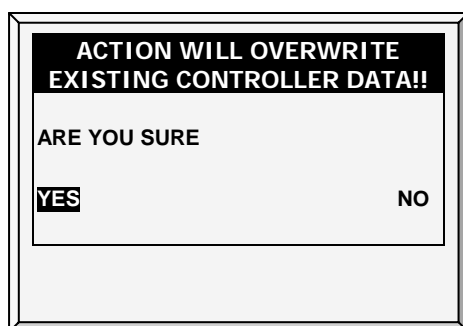 ACTION WILL OVERWRITE
EXISTING CONTROLLER DATA!!
ARE YOU SURE
YES NO